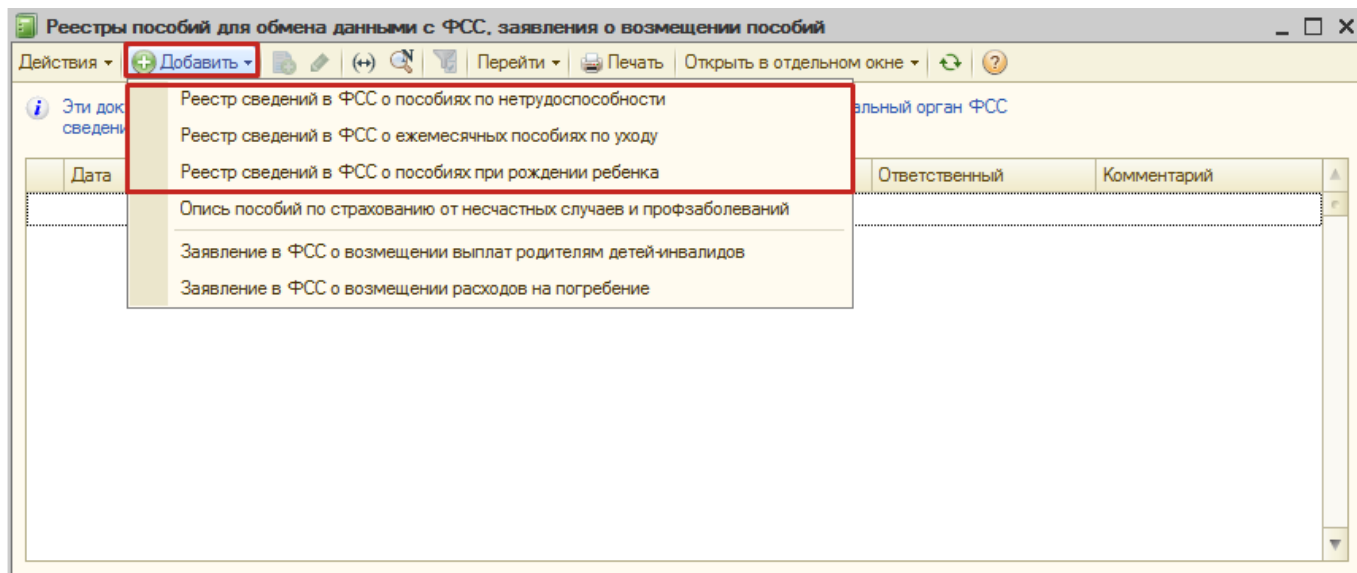 Реестры пособий для обмена данными с ФСС, заявления о возмещении пособий
Действия Добавить Перейти Печать Открыть в отдельном окне
Эти док альный орган ФСС
сведени
Реестр сведений в ФСС о пособиях по нетрудоспособности
Реестр сведений в ФСС о ежемесячных пособиях по уходу
Реестр сведений в ФСС о пособиях при рождении ребенка
Дата Ответственный Комментарий
Опись пособий по страхованию от несчастных случаев и профзаболеваний
Заявление в ФСС о возмещении выплат родителям детей-инвалидов
Заявление в ФСС о возмещении расходов на погребение